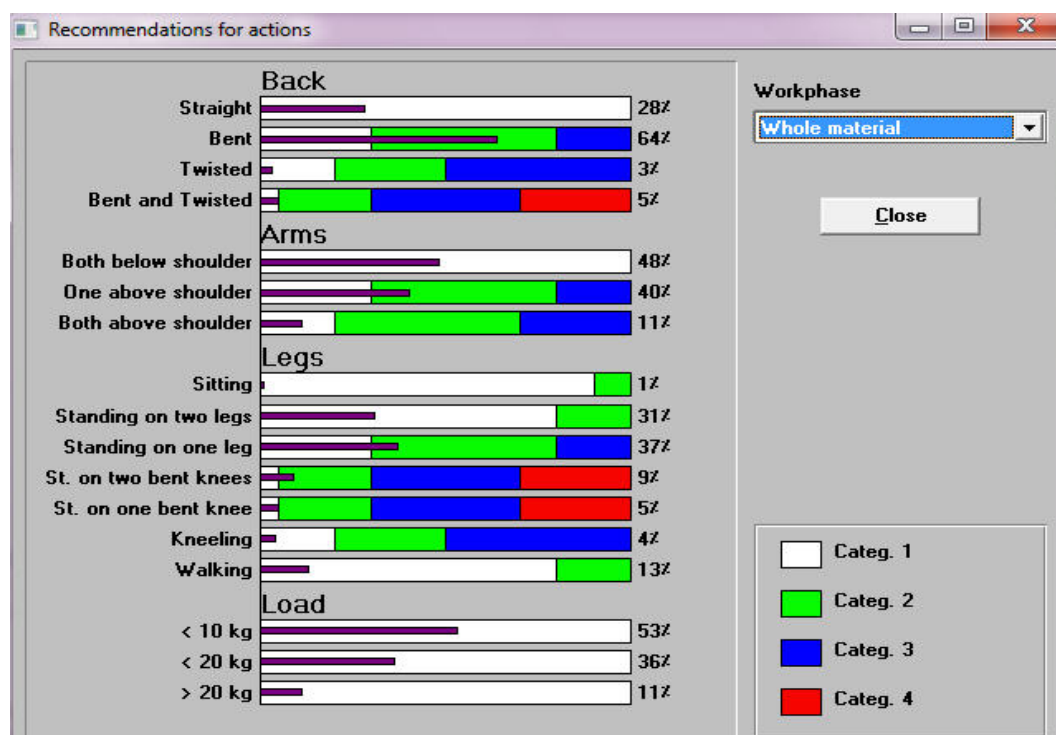 Recommendations for actions
Back
Straight 28%
Bent 64%
Twisted 3%
Bent and Twisted 5%
Arms
Both below shoulder 48%
One above shoulder 40%
Both above shoulder 11%
Legs
Sitting 1%
Standing on two legs 31%
Standing on one leg 37%
St. on two bent knees 9%
St. on one bent knee 5%
Kneeling 4%
Walking 13%
Load
< 10 kg 53%
< 20 kg 36%
> 20 kg 11%
Workphase
Whole material
Close
Categ. 1
Categ. 2
Categ. 3
Categ. 4